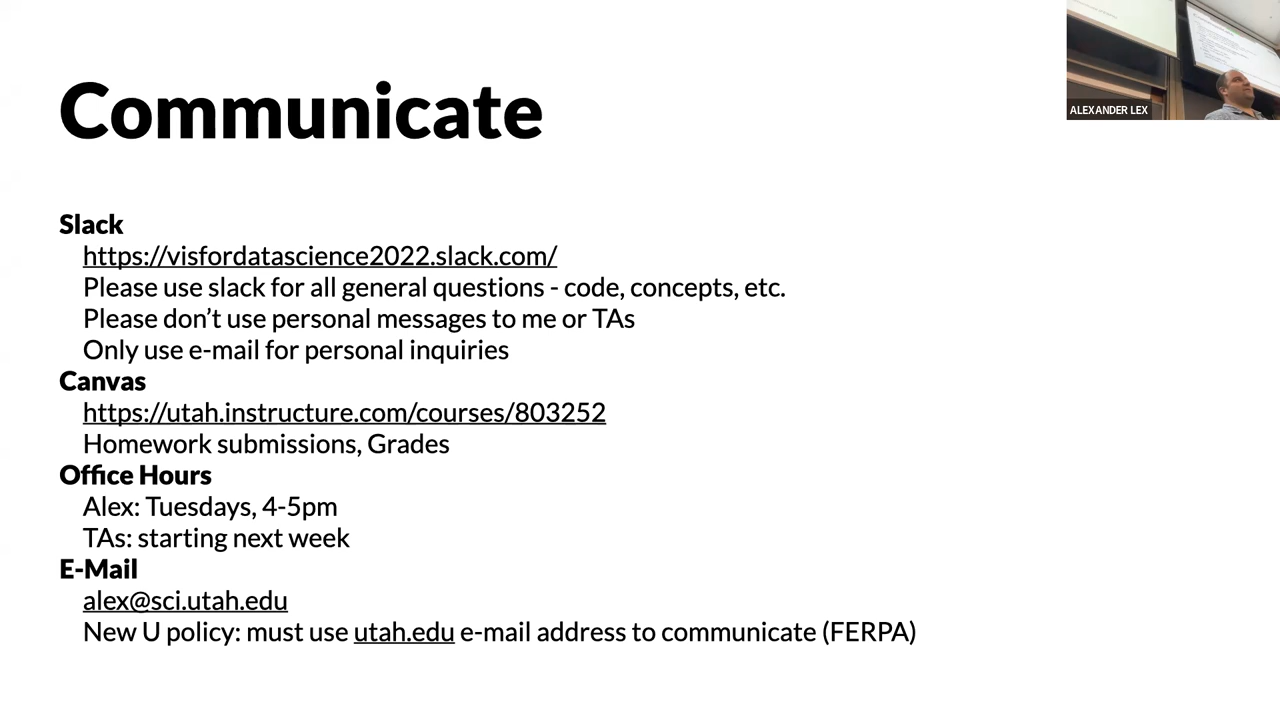 Communicate
ALEXANDER LEX
Slack
https://visfordatascience2022.slack.com/
Please use slack for all general questions - code, concepts, etc.
Please don’t use personal messages to me or TAs
Only use e-mail for personal inquiries
Canvas
https://utah.instructure.com/courses/803252
Homework submissions, Grades
Office Hours
Alex: Tuesdays, 4-5pm
TAs: starting next week
E-Mail
alex@sci.utah.edu
New U policy: must use utah.edu e-mail address to communicate (FERPA)